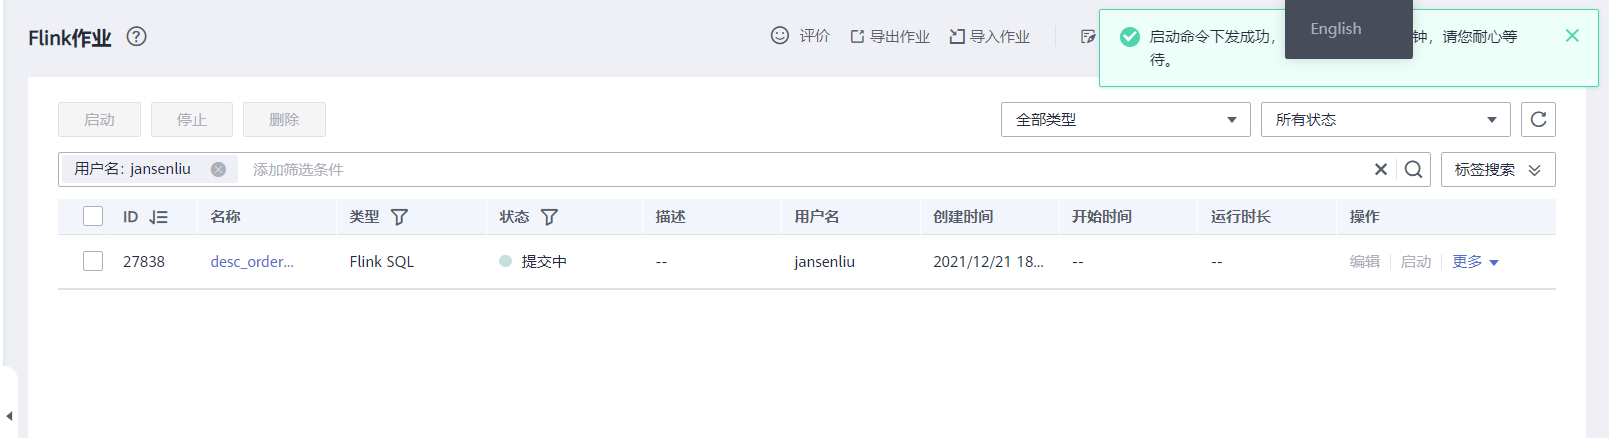 Flink作业
评价 导出作业 导入作业
English
启动命令下发成功， 钟，请您耐心等
待。
启动 停止 删除 全部类型 所有状态
用户名：jansenliu 添加筛选条件 标签搜索
ID 名称 类型 状态 描述 用户名 创建时间 开始时间 运行时长 操作
27838 desc_order... Flink SQL 提交中 -- jansenliu 2021/12/21 18... -- -- 编辑 启动 更多